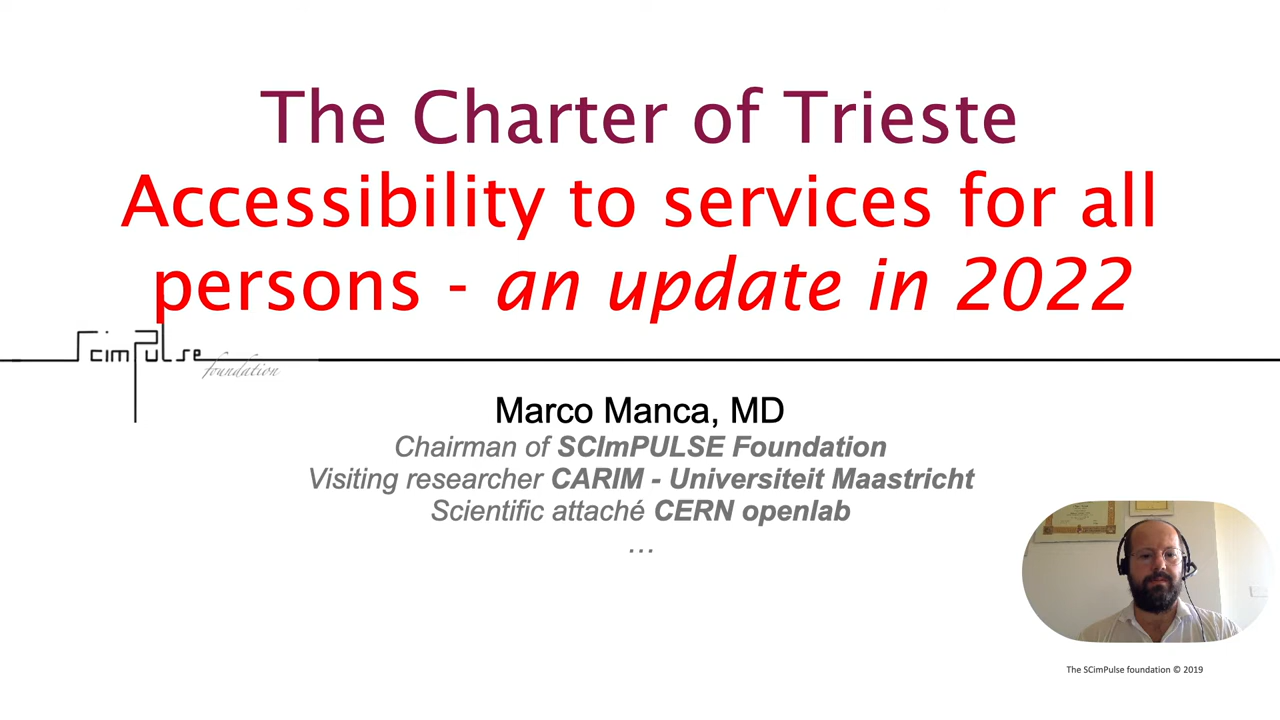 The Charter of Trieste
Accessibility to services for all
persons - an update in 2022
scimpulse
foundation
Marco Manca, MD
Chairman of SCImPULSE Foundation
Visiting researcher CARIM - Universiteit Maastricht
Scientific attaché CERN openlab
...
The SCimPulse foundation © 2019